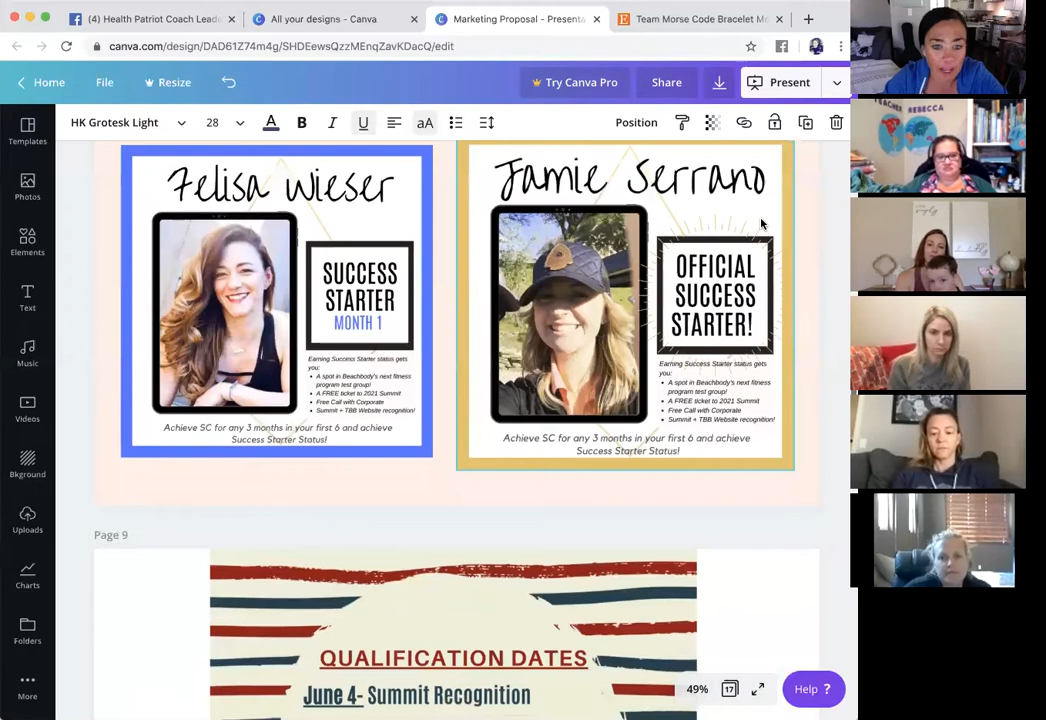 (4) Health Patriot Coach Leade
All your designs - Canva
Marketing Proposal - Presenta
Team Morse Code Bracelet Mo
canva.com/design/DAD61Z74m4g/SHDEewsQzzMEnqZavKDacQ/edit
Home
File
Resize
Try Canva Pro
Share
Present
HK Grotesk Light
28
A
B
I
U
aA
Position
Templates
Photos
Elements
Text
Music
Videos
Bkground
Uploads
Charts
Folders
More
Felisa Wieser
SUCCESS
STARTER
MONTH 1
Earning Success Starter status gets
you:
• A spot in Beachbody's next fitness
program test group!
• A FREE ticket to 2021 Summit
• Free Call with Corporate
• Summit + TBB Website recognition!
Achieve SC for any 3 months in your first 6 and achieve
Success Starter Status!
Jamie Serrano
OFFICIAL
SUCCESS
STARTER!
Earning Success Starter status gets
you:
• A spot in Beachbody's next fitness
program test group!
• A FREE ticket to 2021 Summit
• Free Call with Corporate
• Summit + TBB Website recognition!
Achieve SC for any 3 months in your first 6 and achieve
Success Starter Status!
Page 9
QUALIFICATION DATES
June 4- Summit Recognition
49%
17
Help ?
TEACHER
REBECCA